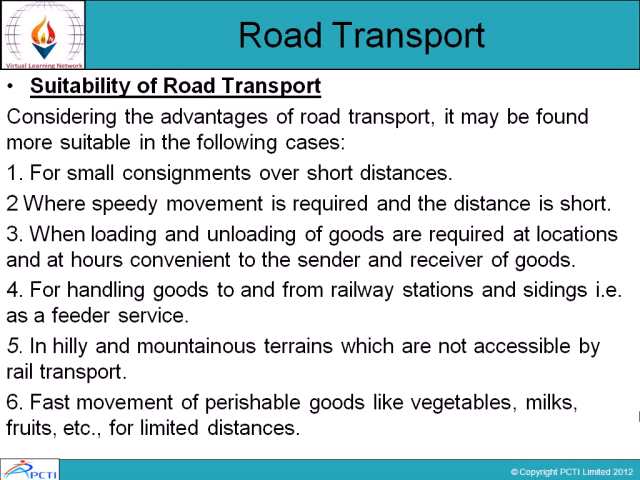 Road Transport
Virtual Learning Network
• Suitability of Road Transport
Considering the advantages of road transport, it may be found
more suitable in the following cases:
1. For small consignments over short distances.
2 Where speedy movement is required and the distance is short.
3. When loading and unloading of goods are required at locations
and at hours convenient to the sender and receiver of goods.
4. For handling goods to and from railway stations and sidings i.e.
as a feeder service.
5. In hilly and mountainous terrains which are not accessible by
rail transport.
6. Fast movement of perishable goods like vegetables, milks,
fruits, etc., for limited distances.
PCTI
© Copyright PCTI Limited 2012